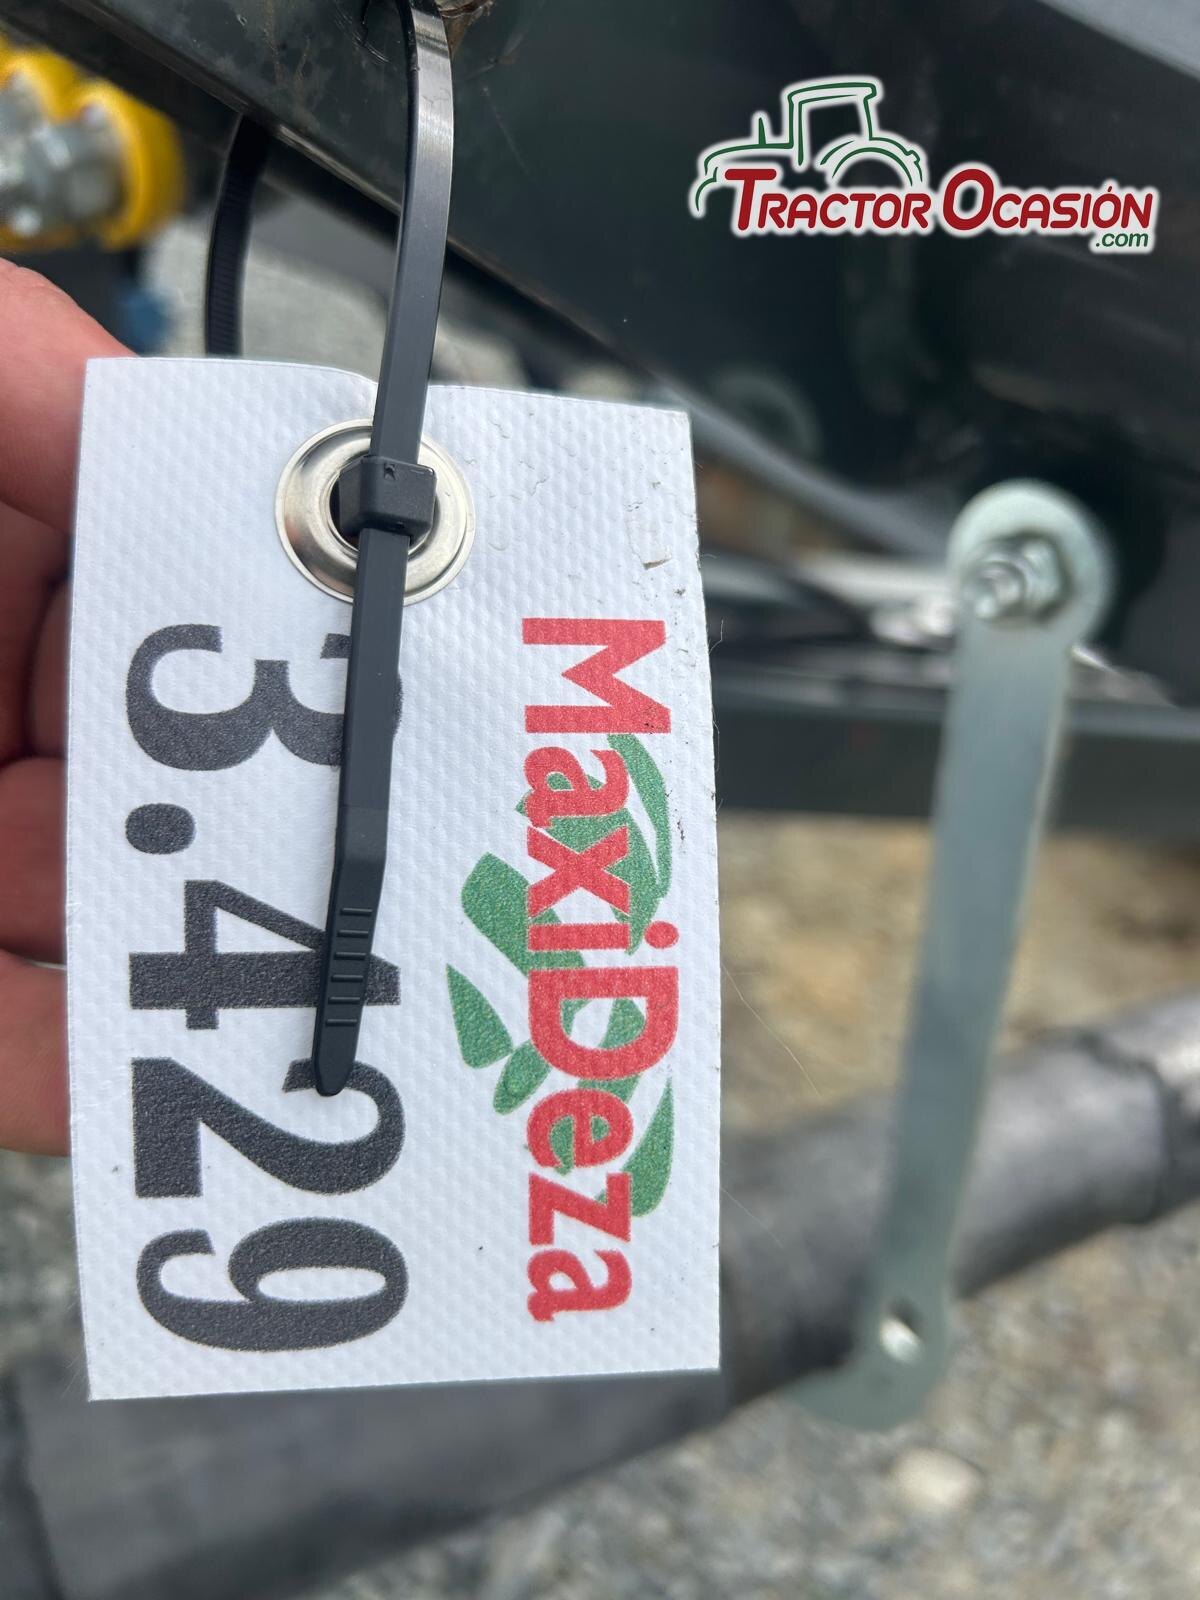 TRACTOR OCASIÓN
.com
MaxiDeza
3.429